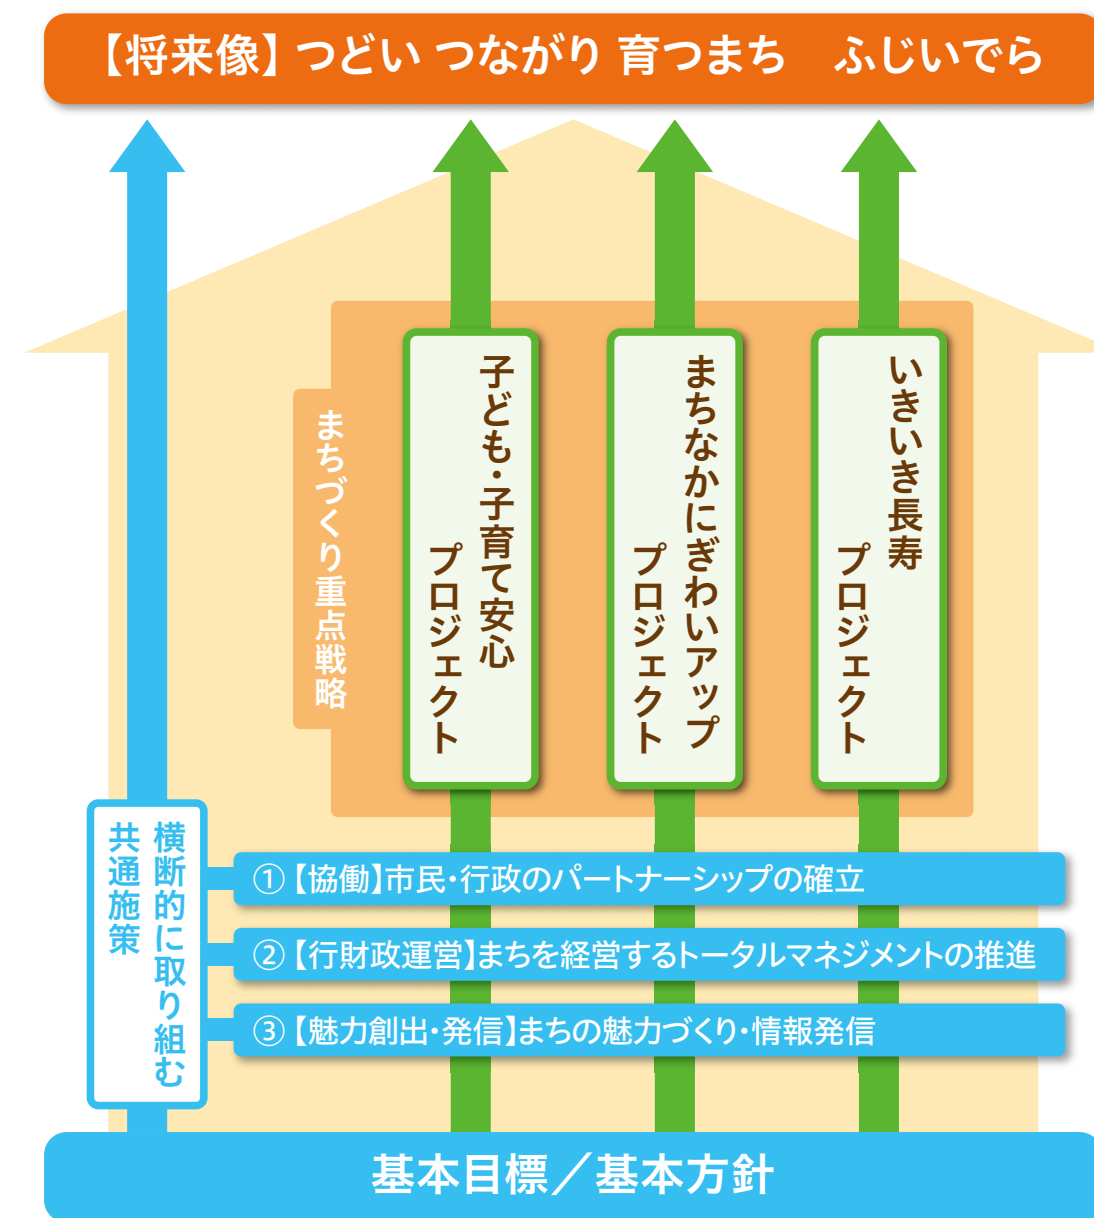 【将来像】つどい つながり 育つまち　ふじいでら
まちづくり重点戦略
子ども・子育て安心
プロジェクト
まちなかにぎわいアップ
プロジェクト
いきいき長寿
プロジェクト
横断的に取り組む
共通施策
①【協働】市民・行政のパートナーシップの確立
②【行財政運営】まちを経営するトータルマネジメントの推進
③【魅力創出・発信】まちの魅力づくり・情報発信
基本目標／基本方針